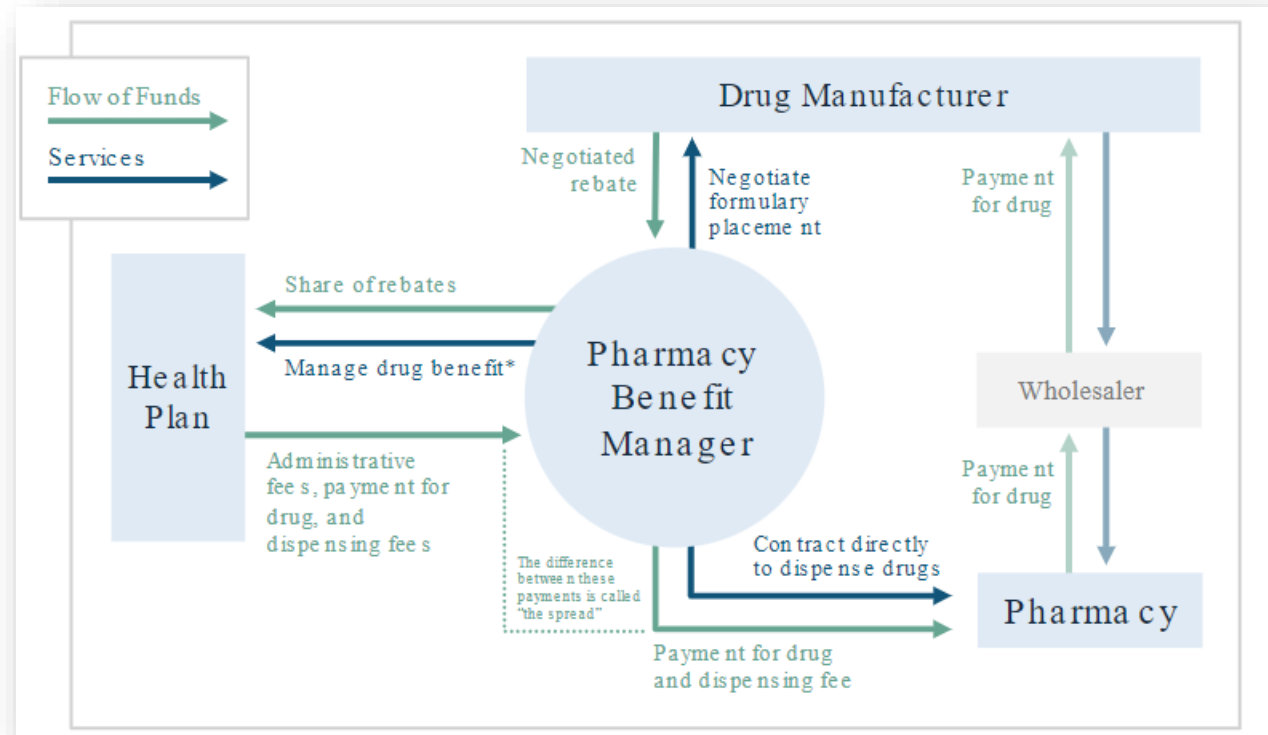 Flow of Funds
Services
Drug Manufacturer
Negotiated
rebate
Negotiate
formulary
placement
Payment
for drug
Share of rebates
Manage drug benefit*
Health
Plan
Pharmacy
Benefit
Manager
Wholesaler
Administrative
fees, payment for
drug, and
dispensing fees
Payment
for drug
The difference
between these
payments is called
“the spread”
Contract directly
to dispense drugs
Pharmacy
Payment for drug
and dispensing fee